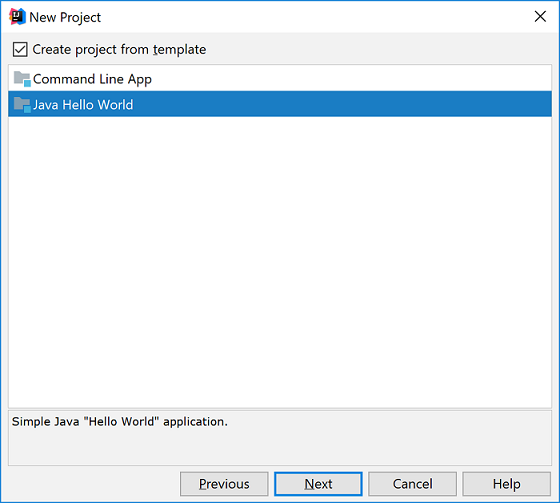 New Project
Create project from template
Command Line App
Java Hello World
Simple Java "Hello World" application.
Previous
Next
Cancel
Help